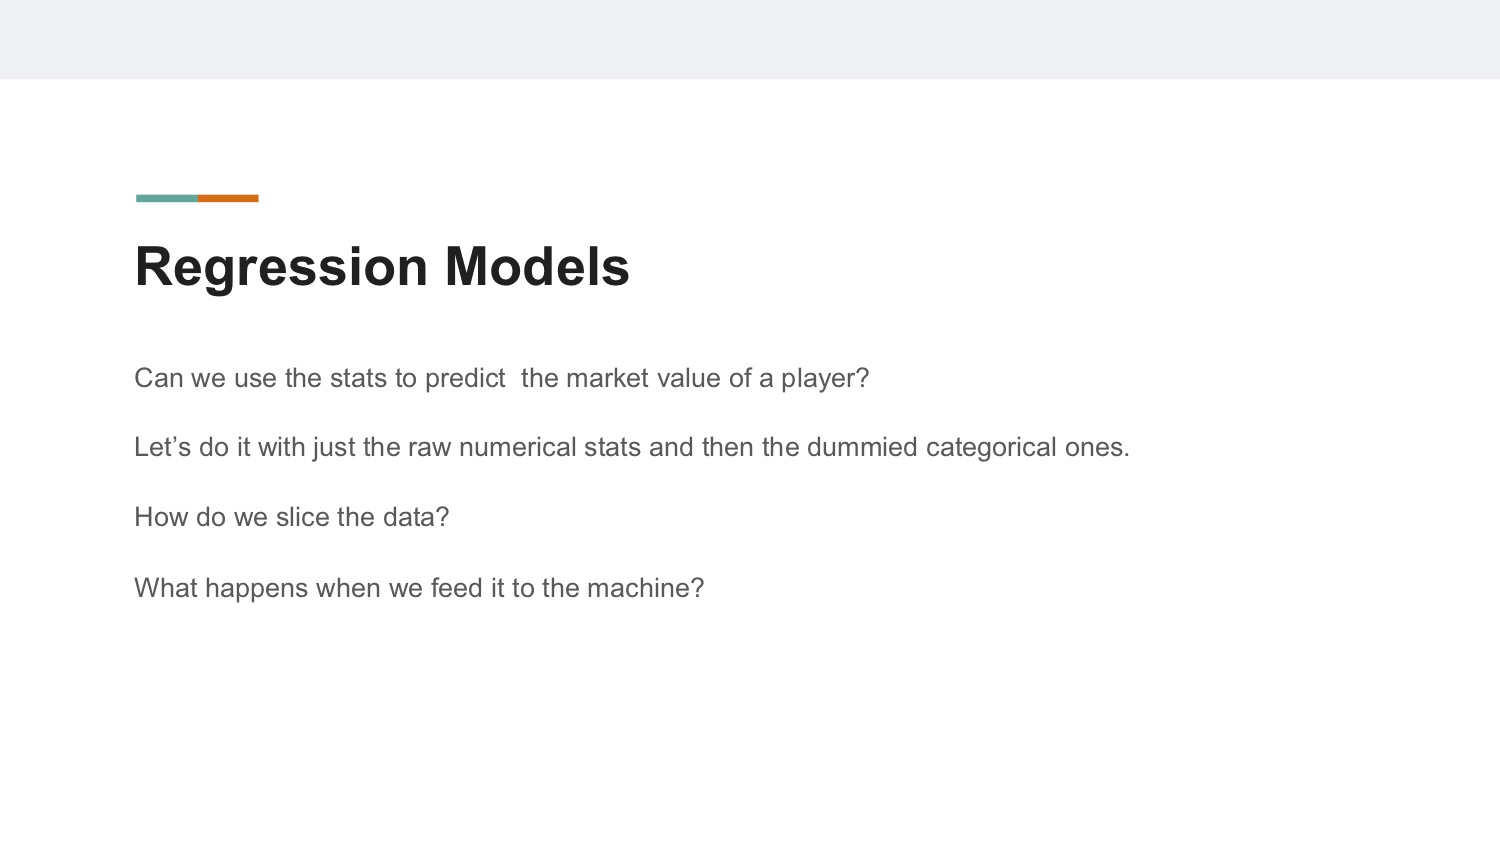 Regression Models
Can we use the stats to predict  the market value of a player?
Let’s do it with just the raw numerical stats and then the dummied categorical ones.
How do we slice the data?
What happens when we feed it to the machine?